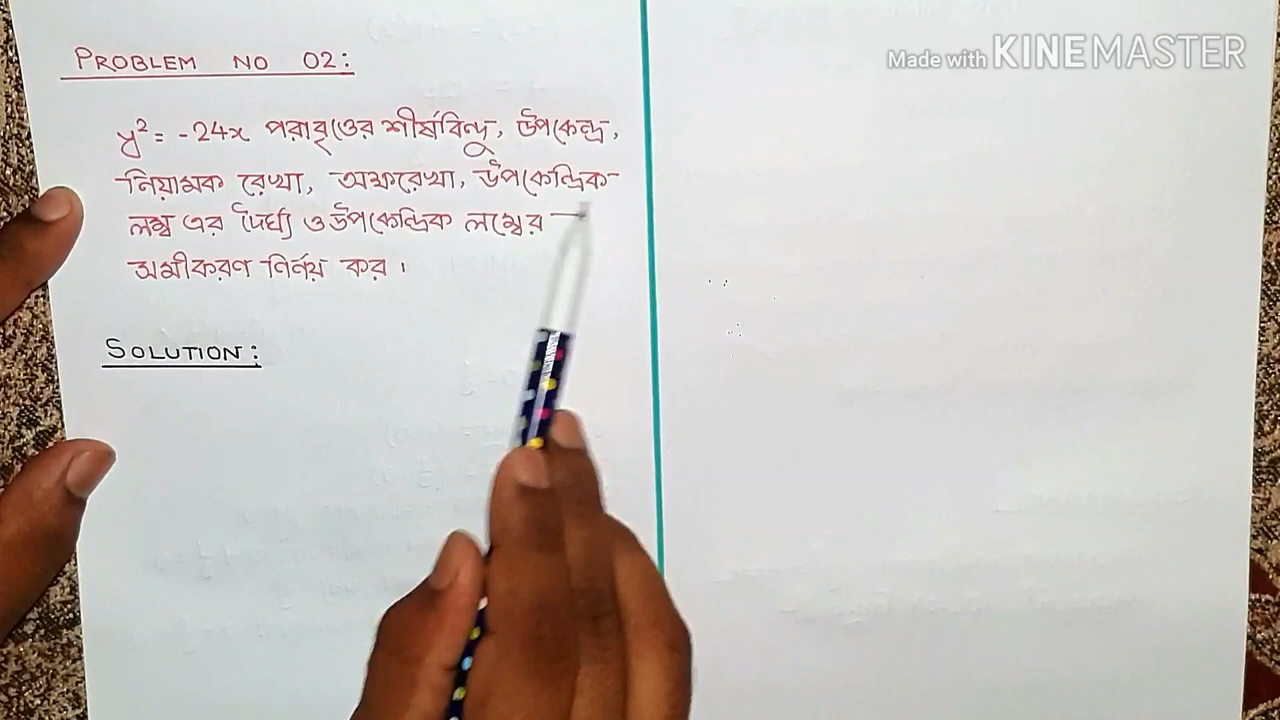 PROBLEM NO 02:
Made with KINEMASTER
y² = -24x পরাবৃত্তের শীর্ষবিন্দু, উপকেন্দ্র,
নিয়ামক রেখা, অক্ষরেখা, উপকেন্দ্রিক
লম্ব এর দৈর্ঘ্য ও উপকেন্দ্রিক লম্বের
সমীকরণ নির্নয় কর।
SOLUTION: